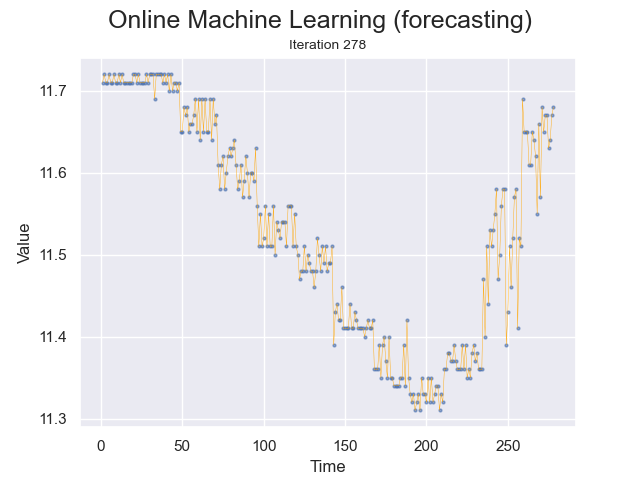 Online Machine Learning (forecasting)
Iteration 278
11.7
11.6
11.5
11.4
11.3
Value
0 50 100 150 200 250
Time